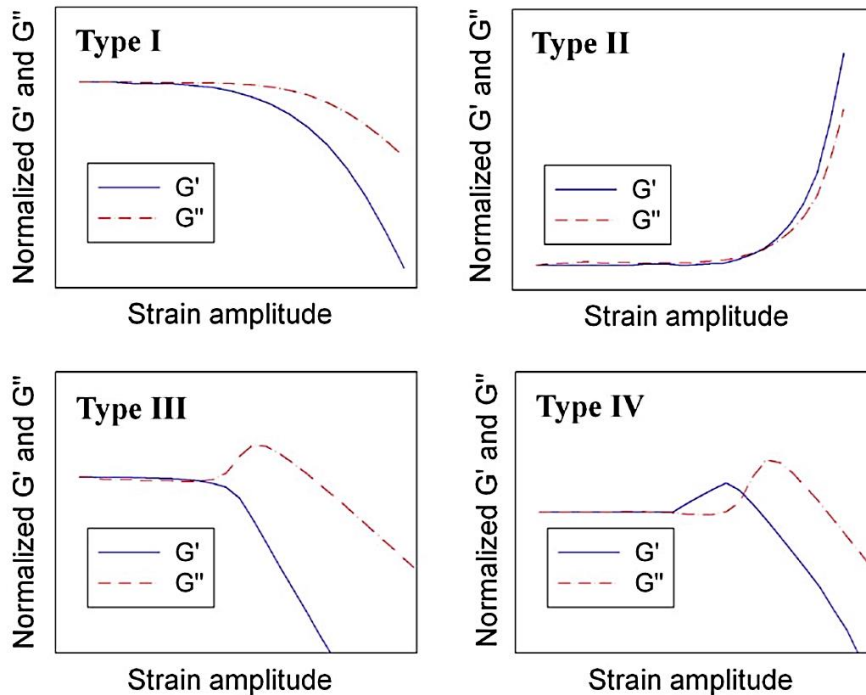 Type I
Normalized G' and G"
G'
G"
Strain amplitude
Type II
Normalized G' and G"
G'
G"
Strain amplitude
Type III
Normalized G' and G"
G'
G"
Strain amplitude
Type IV
Normalized G' and G"
G'
G"
Strain amplitude